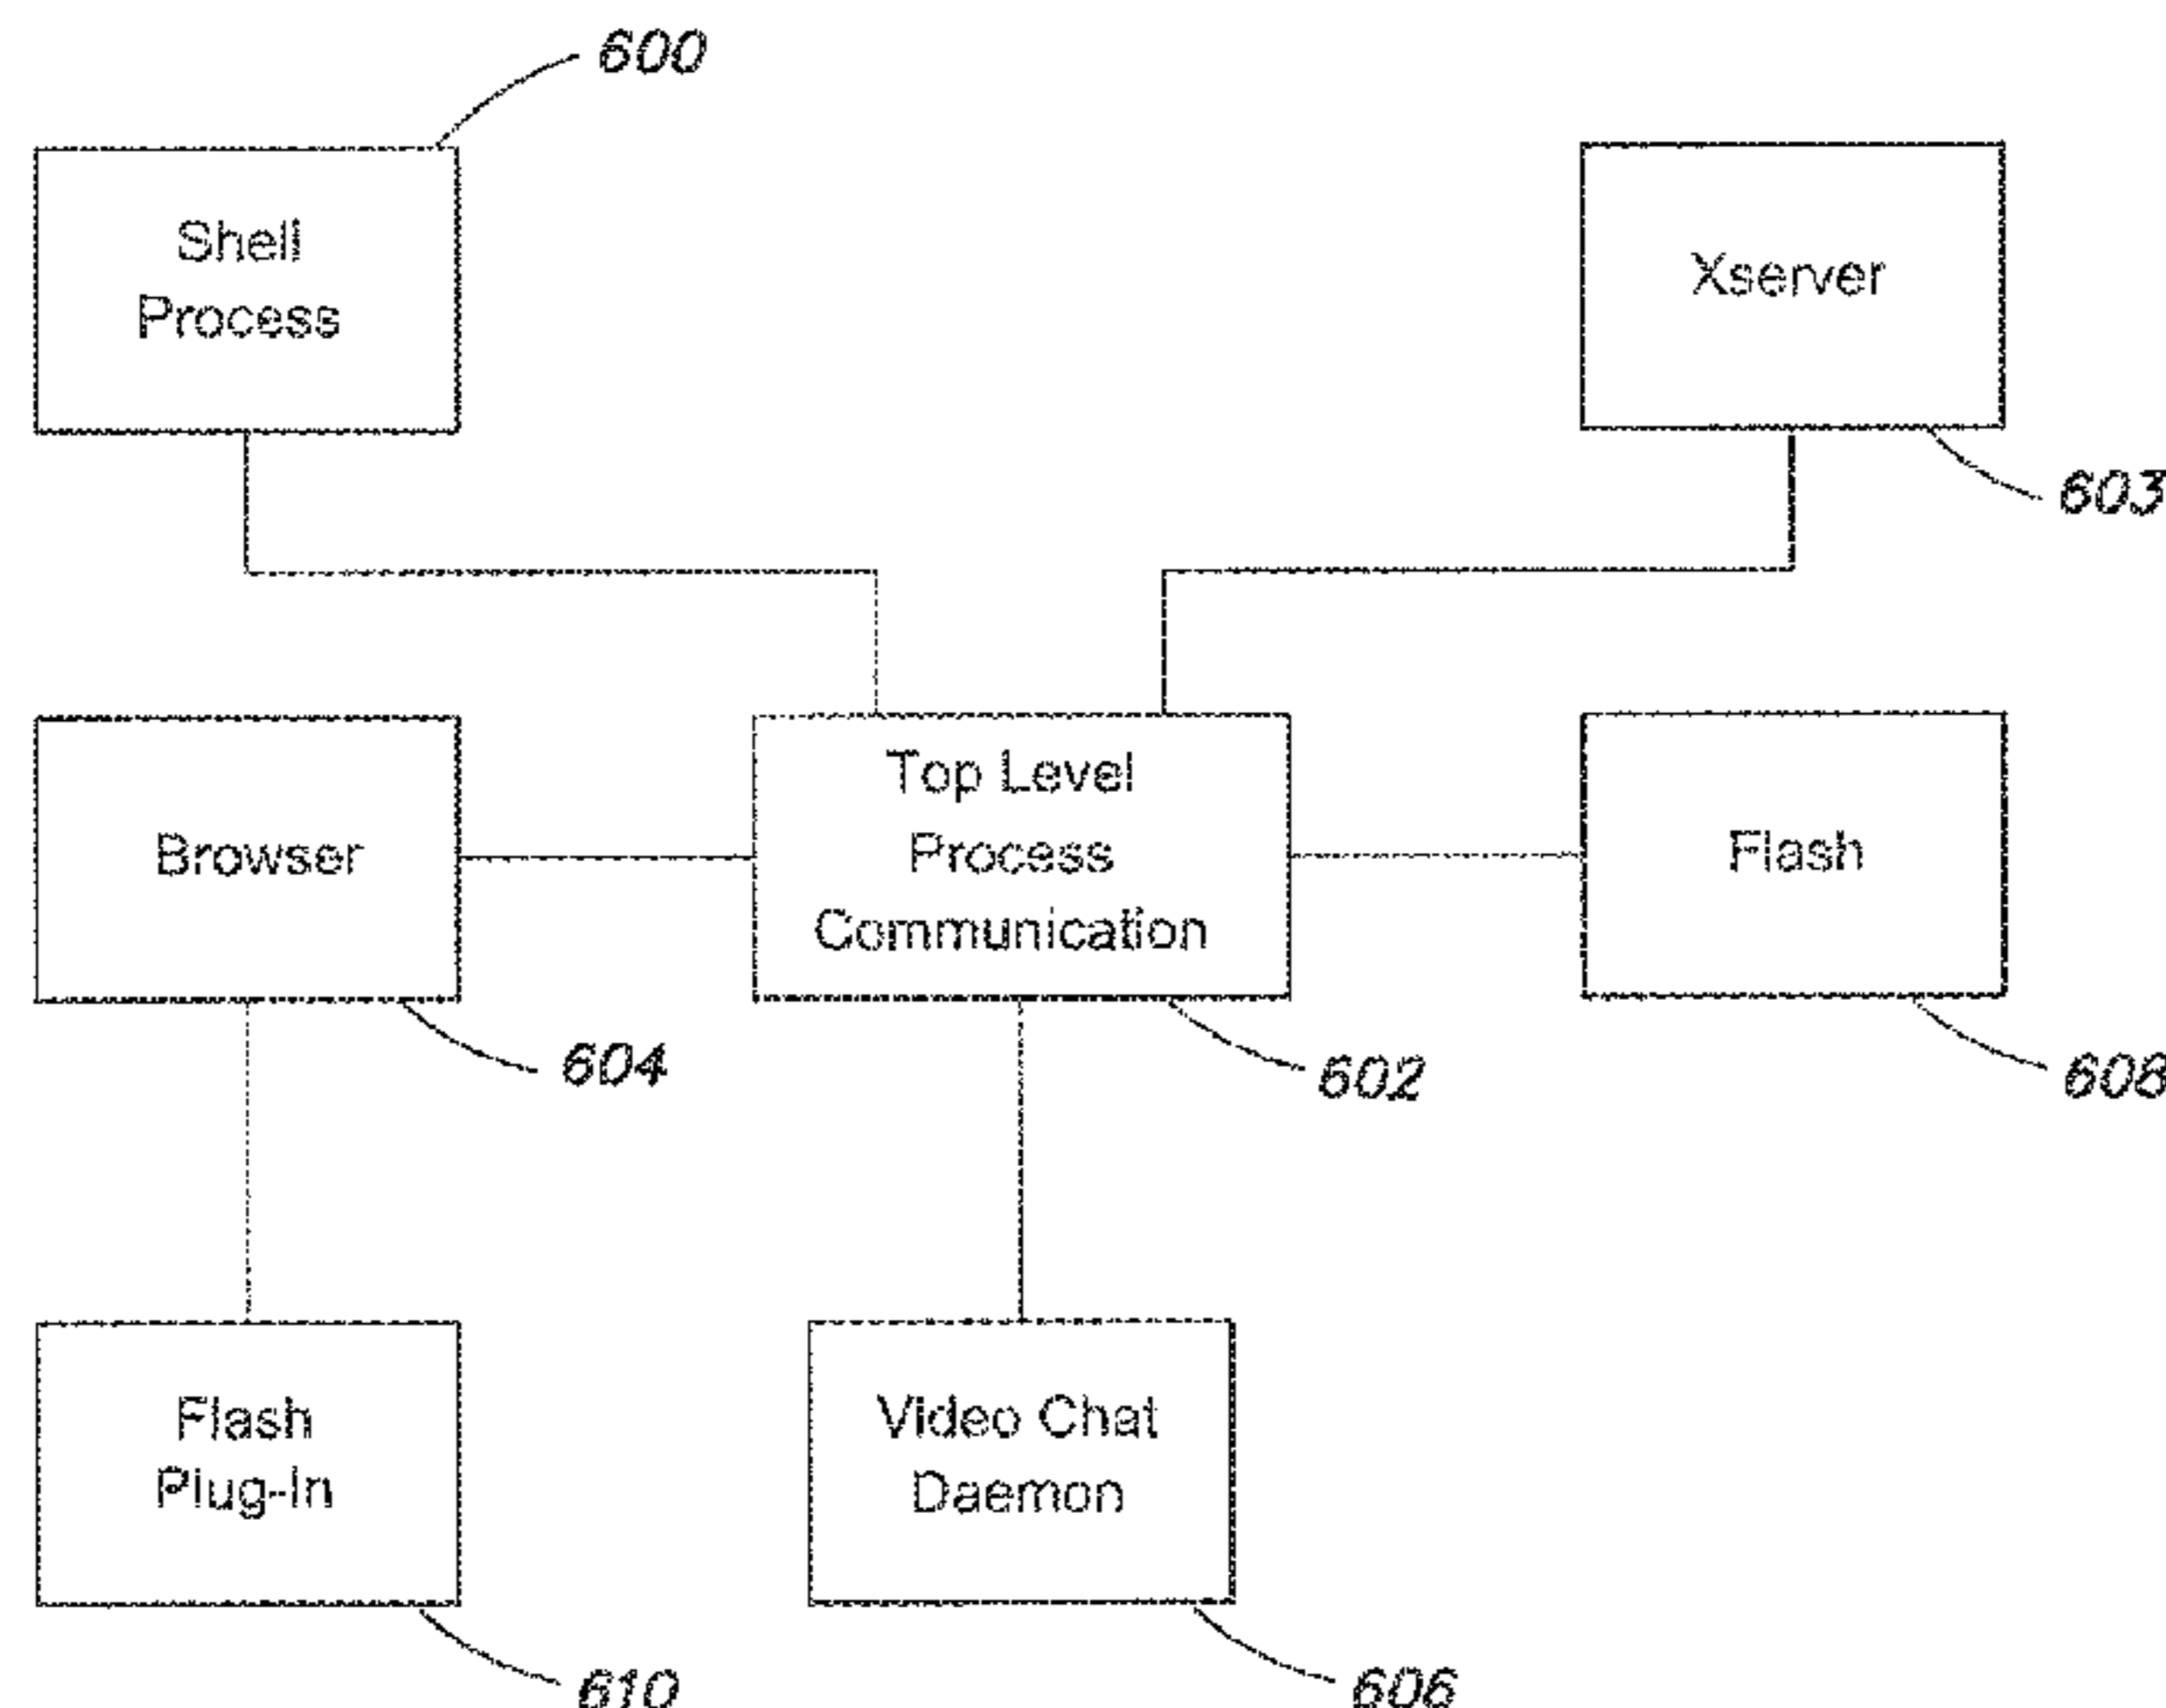 600
Shell
Process
Xserver
603
Browser
604
Top Level
Process
Communication
602
Flash
608
Flash
Plug-In
610
Video Chat
Daemon
606